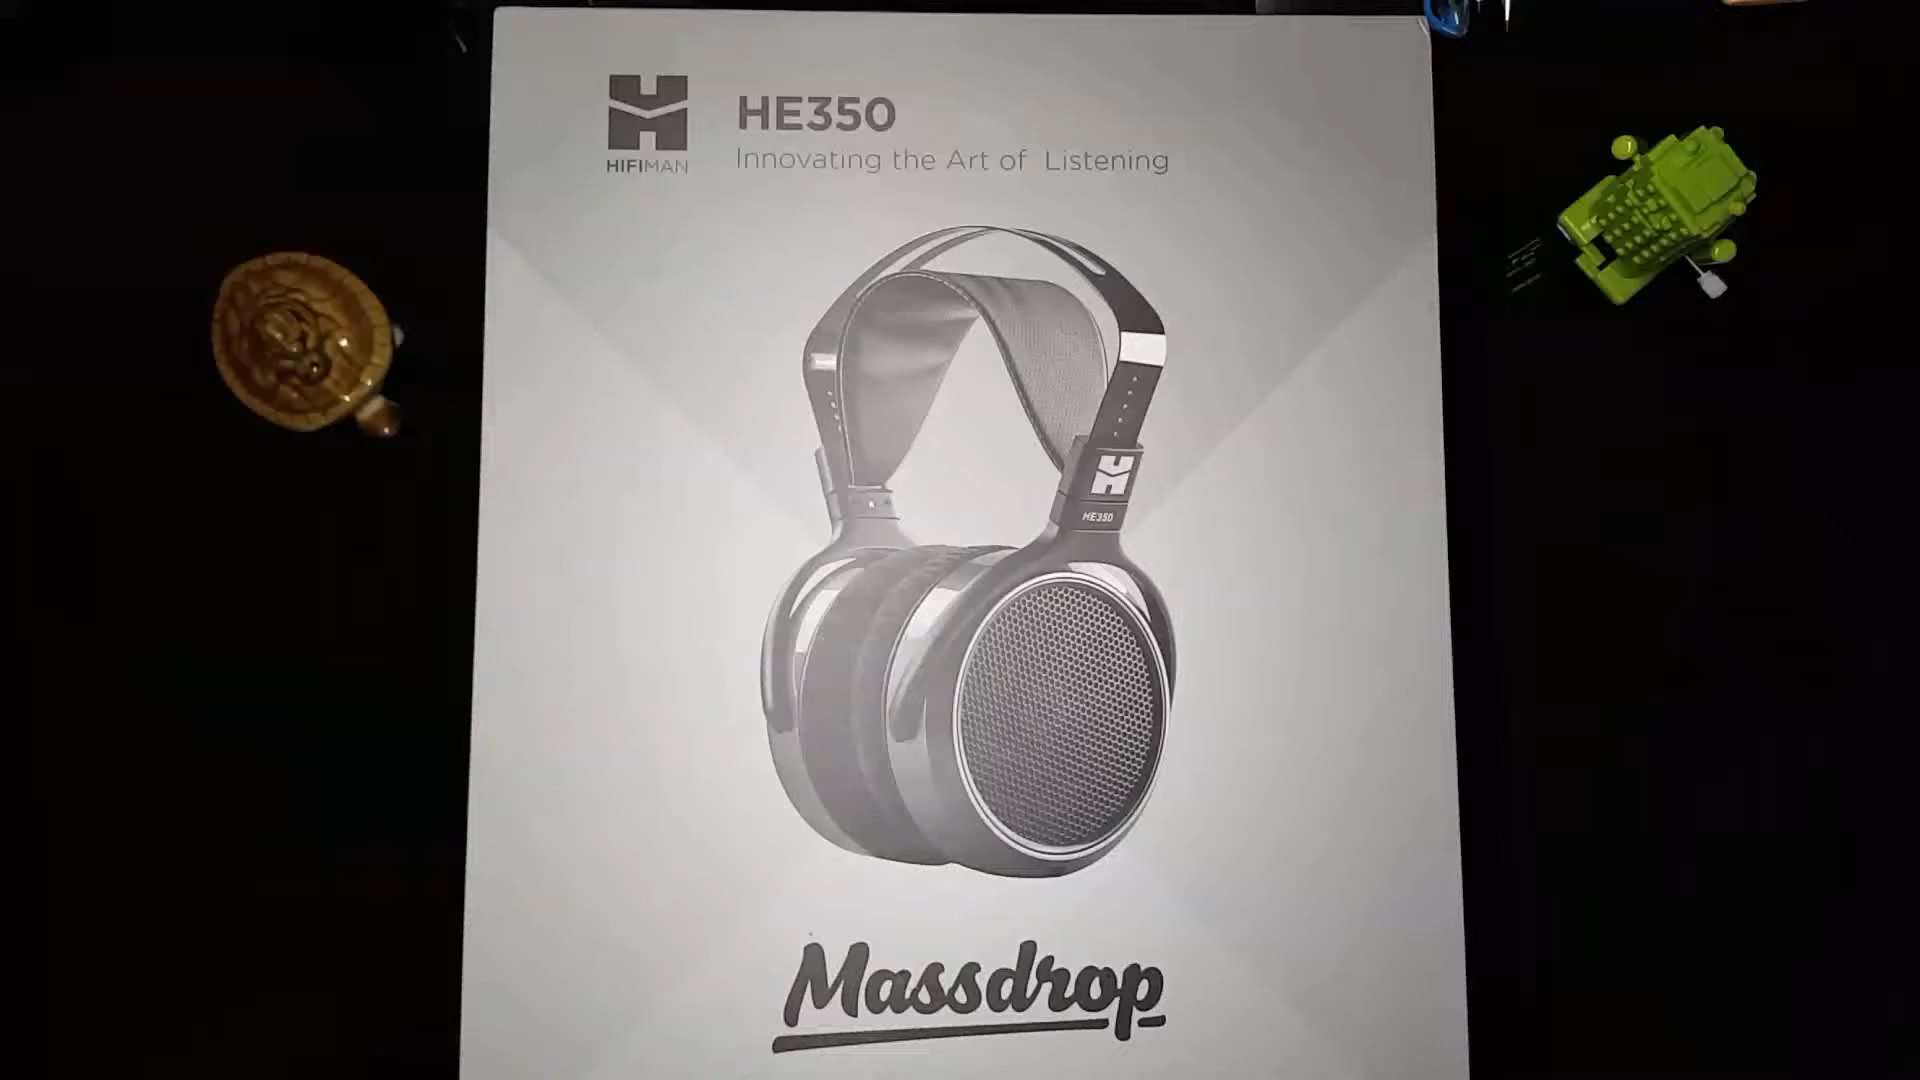 HE350
Innovating the Art of Listening
HIFIMAN
HE350
Massdrop